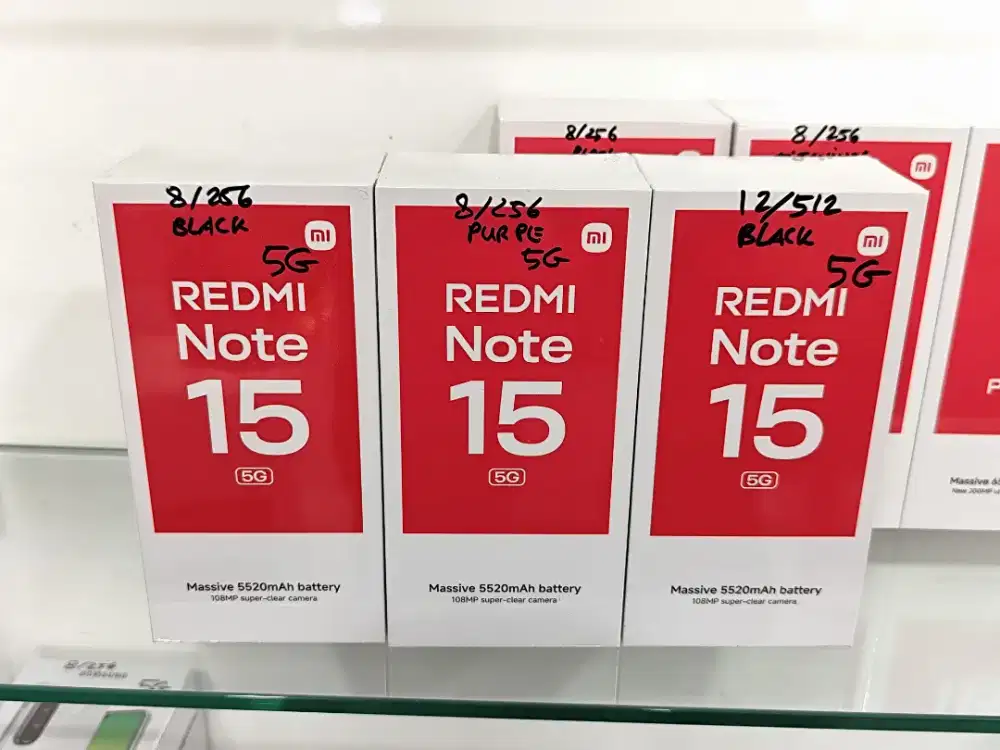 8/256
8/256
8/256
BLACK
5G
mi
REDMI
Note
15
5G
Massive 5520mAh battery
108MP super-clear camera
8/256
PURPLE
5G
mi
REDMI
Note
15
5G
Massive 5520mAh battery
108MP super-clear camera
12/512
BLACK
5G
mi
REDMI
Note
15
5G
Massive 5520mAh battery
108MP super-clear camera
mi
Massive
5G